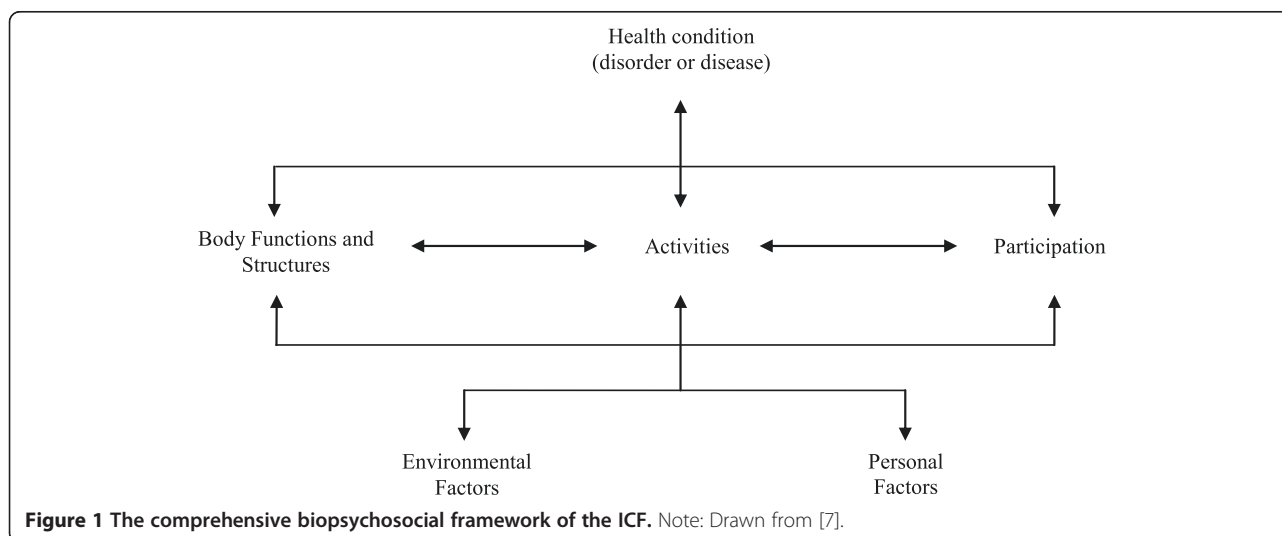 Health condition
(disorder or disease)
Body Functions and
Structures
Activities
Participation
Environmental
Factors
Personal
Factors
Figure 1 The comprehensive biopsychosocial framework of the ICF. Note: Drawn from [7].